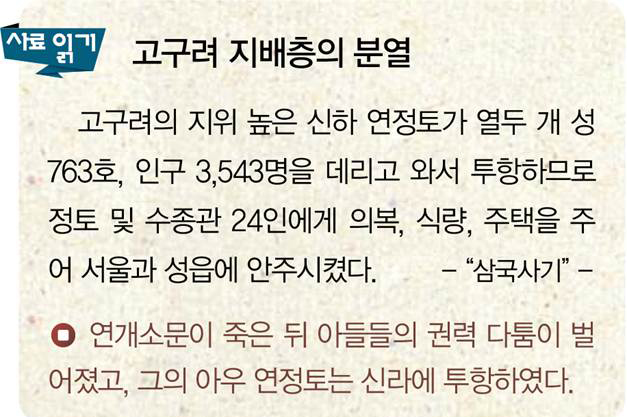 사료 읽기
고구려 지배층의 분열
고구려의 지위 높은 신하 연정토가 열두 개 성
763호, 인구 3,543명을 데리고 와서 투항하므로
정토 및 수종관 24인에게 의복, 식량, 주택을 주
어 서울과 성읍에 안주시켰다. - “삼국사기” -
연개소문이 죽은 뒤 아들들의 권력 다툼이 벌
어졌고, 그의 아우 연정토는 신라에 투항하였다.